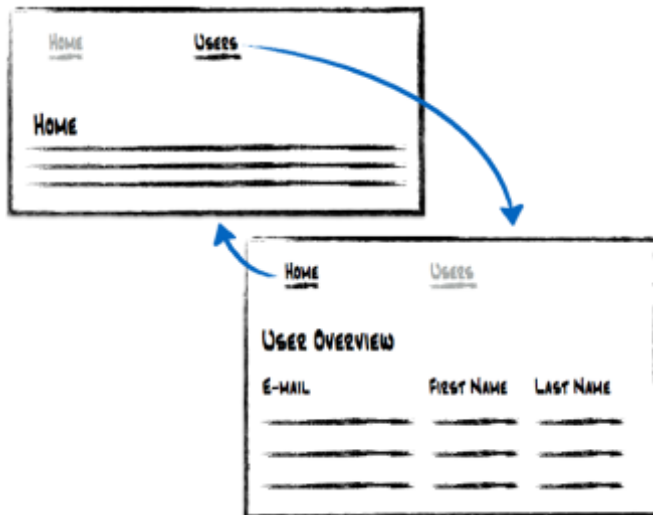 Home Users
Home
Home Users
User Overview
E-mail First Name Last Name